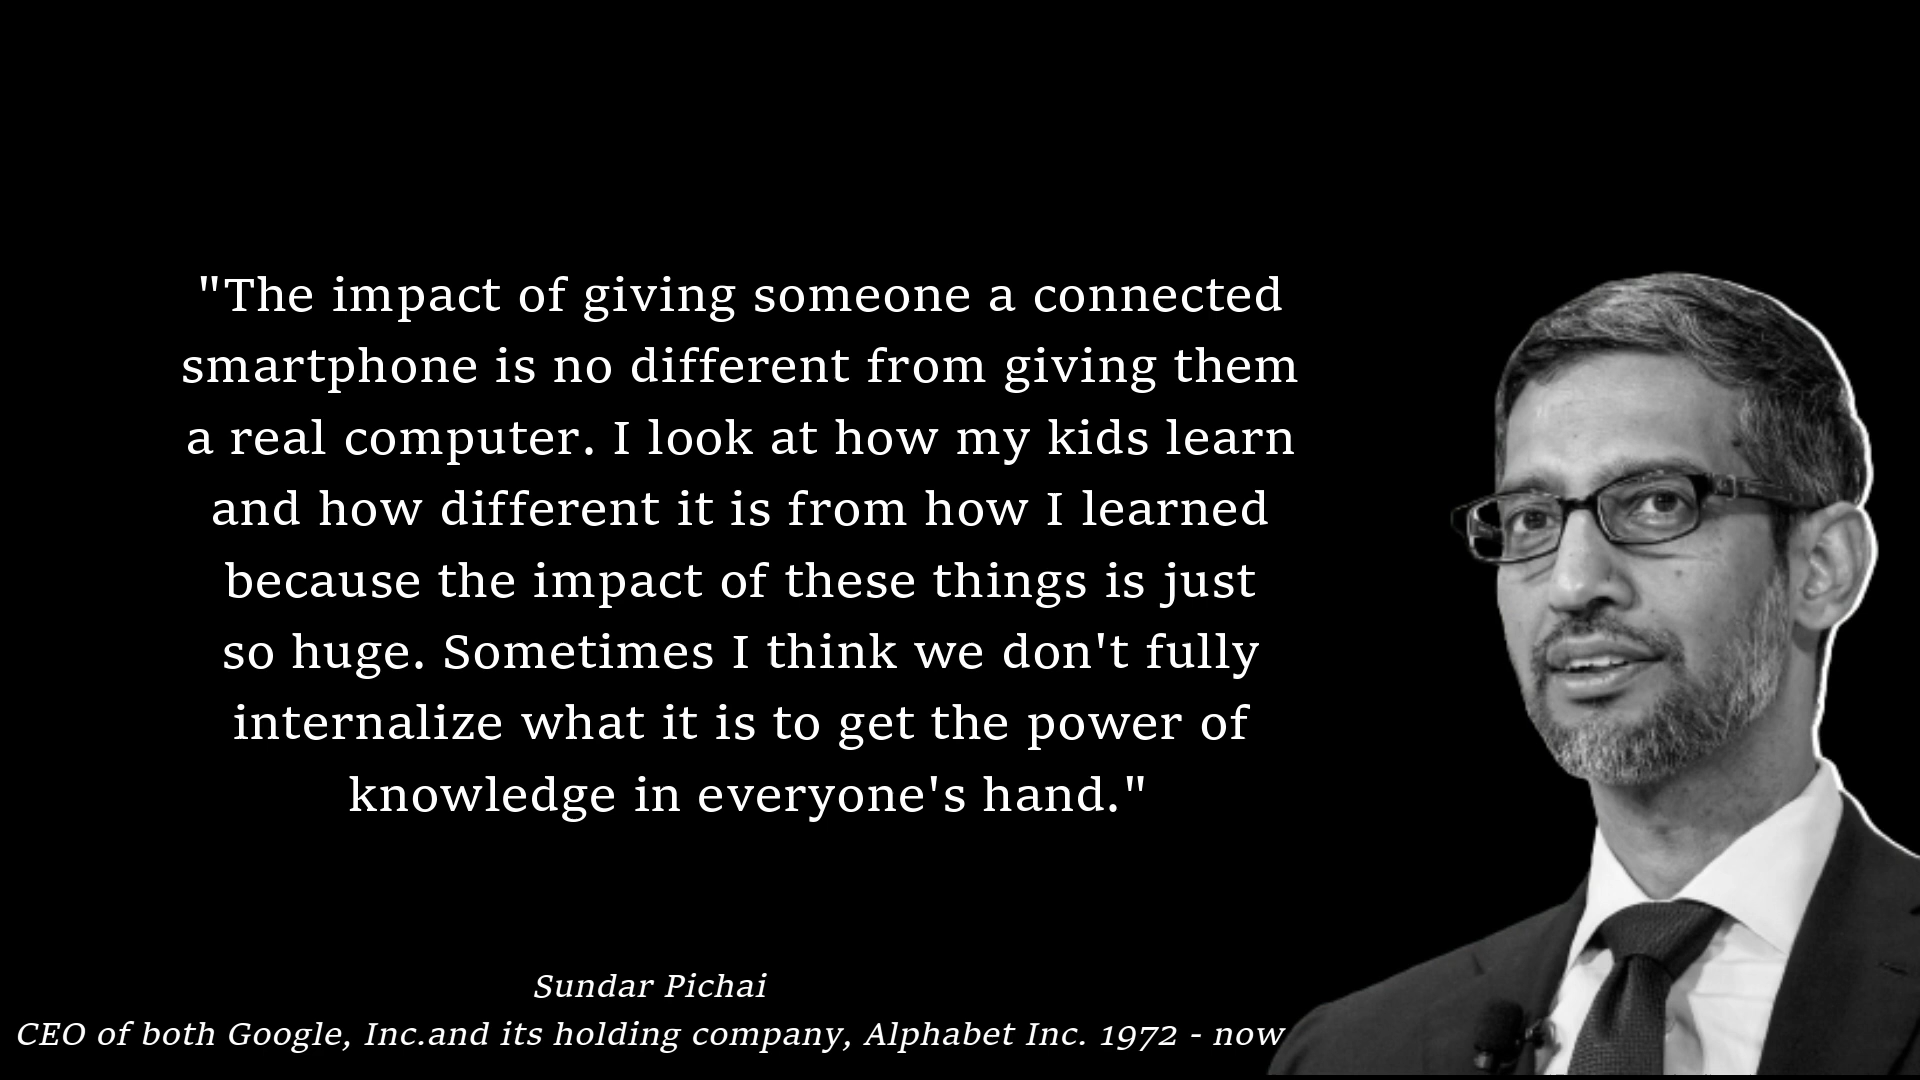 "The impact of giving someone a connected
smartphone is no different from giving them
a real computer. I look at how my kids learn
and how different it is from how I learned
because the impact of these things is just
so huge. Sometimes I think we don't fully
internalize what it is to get the power of
knowledge in everyone's hand."
Sundar Pichai
CEO of both Google, Inc.and its holding company, Alphabet Inc. 1972 - now